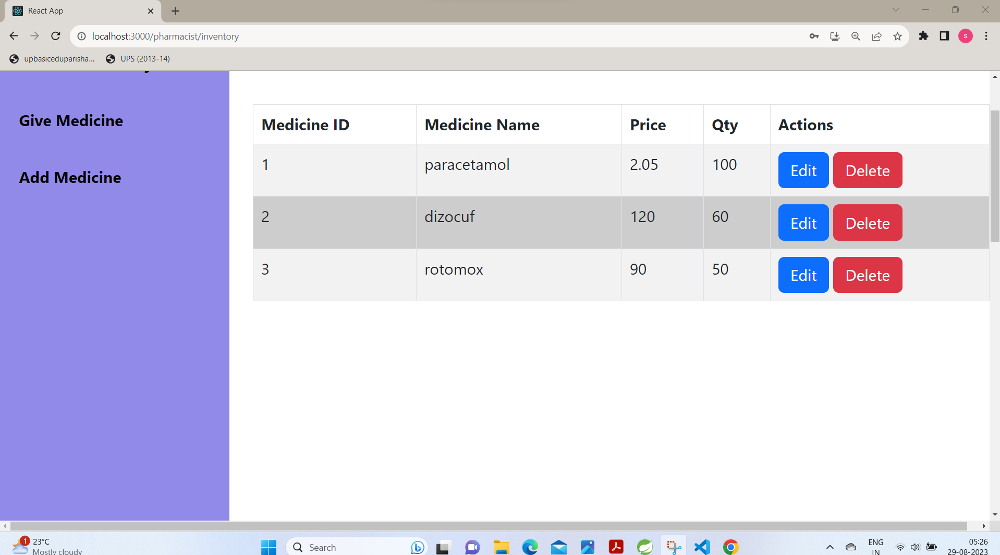 React App
localhost:3000/pharmacist/inventory
s
upbasiceduparisha...
UPS (2013-14)
Give Medicine
Add Medicine
Medicine ID Medicine Name Price Qty Actions
1 paracetamol 2.05 100 Edit Delete
2 dizocuf 120 60 Edit Delete
3 rotomox 90 50 Edit Delete
1
23°C
Mostly cloudy
Search
ENG
IN
05:26
29-08-2023